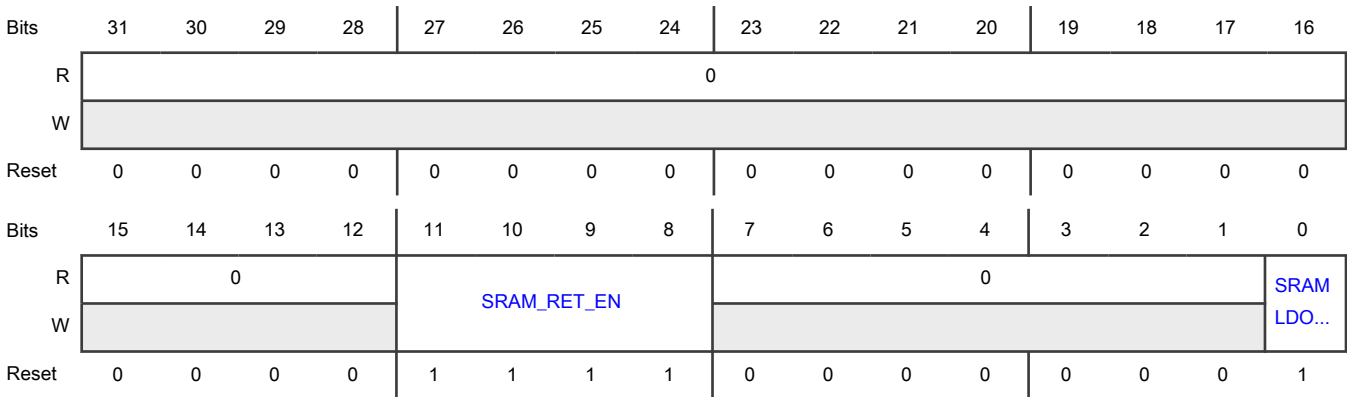 Bits 31 30 29 28 27 26 25 24 23 22 21 20 19 18 17 16
R 0
W
Reset 0 0 0 0 0 0 0 0 0 0 0 0 0 0 0 0
Bits 15 14 13 12 11 10 9 8 7 6 5 4 3 2 1 0
R 0 SRAM_RET_EN 0 SRAM
W LDO...
Reset 0 0 0 0 1 1 1 1 0 0 0 0 0 0 0 1